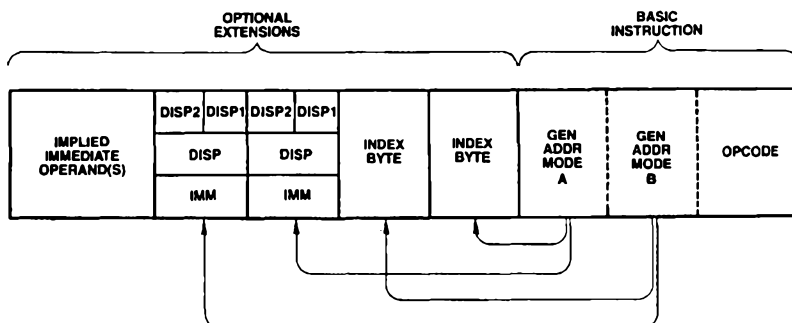 OPTIONAL
EXTENSIONS
BASIC
INSTRUCTION
IMPLIED
IMMEDIATE
OPERAND(S)
DISP2 DISP1 DISP2 DISP1
DISP DISP
IMM IMM
INDEX
BYTE
INDEX
BYTE
GEN
ADDR
MODE
A
GEN
ADDR
MODE
B
OPCODE